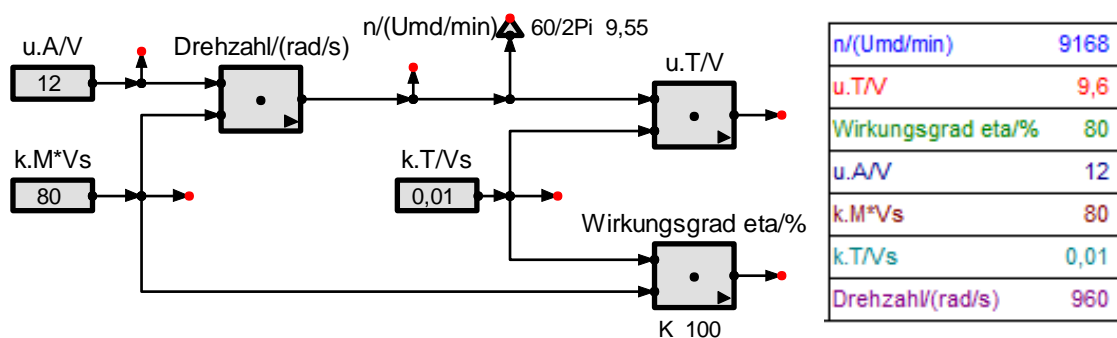 n/(Umd/min) 60/2Pi 9,55
u.A/V Drehzahl/(rad/s) u.T/V
12
k.M*Vs k.T/Vs
80 0,01
Wirkungsgrad eta/%
K 100
n/(Umd/min) 9168
u.T/V 9,6
Wirkungsgrad eta/% 80
u.A/V 12
k.M*Vs 80
k.T/Vs 0,01
Drehzahl/(rad/s) 960